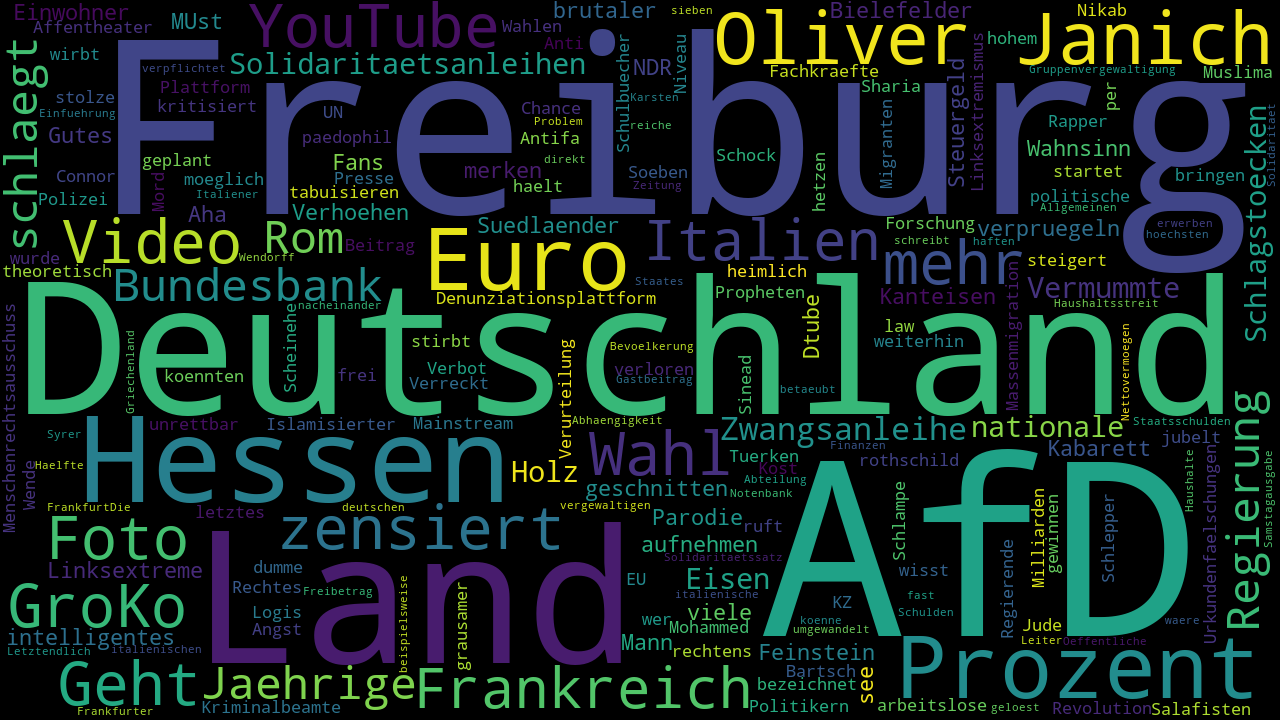 Einwohner
Affentheater
MUst
YouTube
Wahlen
brutaler
Anti
Oliver
Bielefelder
Nikab
Janich
hohem
wirbt
verpflichtet
Solidaritaetsanleihen
NDR
Niveau
Schulbuecher
Fachkraefte
Gruppenvergewaltigung
Muslima
schlaegt
stolze
Einfuehrung
Plattform
kritisiert
UN
Chance
Problem
Karsten
reiche
Sharia
Steuergeld
Linksextremismus
per
Rapper
Schlagstoecken
Solidaritaet
Freiburg
Gutes
paedophil
Antifa
sieben
Schock
Migranten
Wahnsinn
geplant
Fans
merken
direkt
Connor
moeglich
Presse
Soeben
startet
bringen
Polizei
Mord
Italiener
tabuisieren
haelt
Zeitung
hetzen
politische
Allgemeinen
Aha
Verhoehen
Suedlaender
Forschung
verpruegeln
erwerben
hoechsten
wurde
Video
Wendorff
Rom
Beitrag
Euro
Italien
schreibt
haften
mehr
steigert
theoretisch
Bundesbank
nacheinander
Denunziationsplattform
Staates
heimlich
Propheten
Kanteisen
Massenmigration
Vermummte
Haushaltsstreit
Deutschland
Menschenrechtsausschuss
Griechenland
Scheinehe
stirbt
Bevoelkerung
Dtube
law
weiterhin
koennten
frei
Verbot
Verreckt
Verurteilung
verloren
Gastbeitrag
Sinead
betaeubt
Nettovermoegen
Hessen
unrettbar
Islamisierter
Mainstream
Abhaengigkeit
Zwangsanleihe
nationale
Staatsschulden
Syrer
Haelfte
Wende
Holz
Wahl
Tuerken
Finanzen
rothschild
Kabarett
jubelt
Regierung
Kost
Abteilung
Notenbank
geschnitten
FrankfurtDie
letztes
deutschen
vergewaltigen
Foto
zensiert
Parodie
ruft
AfD
Schlampe
Milliarden
gewinnen
Schlepper
Haushalte
Urkundenfaelschungen
Samstagausgabe
Linksextreme
aufnehmen
Solidaritaetssatz
dumme
Rechtes
Freibetrag
Land
EU
Eisen
italienische
wisst
Regierende
GroKo
Logis
Angst
beispielsweise
grausamer
wer
viele
Mohammed
KZ
koenne
umgewandelt
fast
Schulden
Jude
Leiter
Oeffentliche
waere
intelligentes
Letztendlich
italienischen
Mann
rechtens
Feinstein
Bartsch
see
Prozent
Geht
Jaehrige
Frankreich
bezeichnet
Frankfurter
Kriminalbeamte
Politikern
arbeitslose
geloest
Revolution
Salafisten